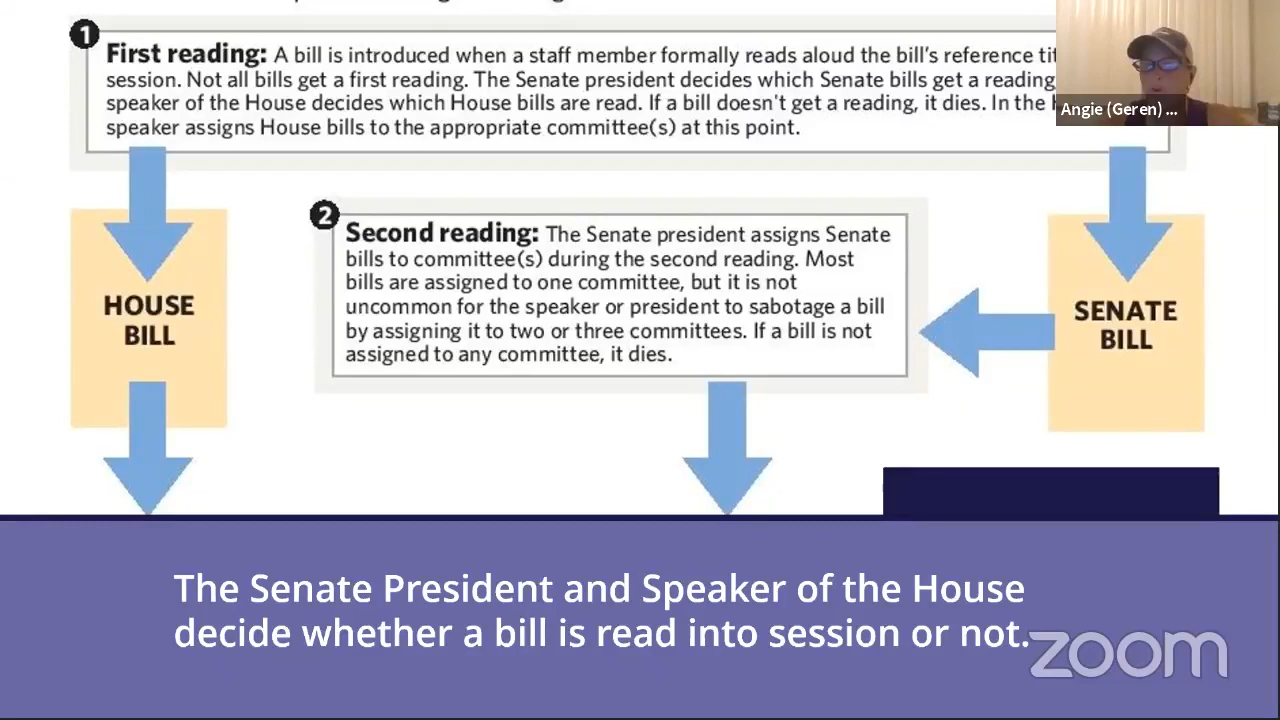 1
First reading: A bill is introduced when a staff member formally reads aloud the bill's reference
session. Not all bills get a first reading. The Senate president decides which Senate bills get a reading
speaker of the House decides which House bills are read. If a bill doesn't get a reading, it dies. In the
speaker assigns House bills to the appropriate committee(s) at this point.
Angie (Geren) ...
2
Second reading: The Senate president assigns Senate
bills to committee(s) during the second reading. Most
bills are assigned to one committee, but it is not
uncommon for the speaker or president to sabotage a bill
by assigning it to two or three committees. If a bill is not
assigned to any committee, it dies.
HOUSE
BILL
SENATE
BILL
The Senate President and Speaker of the House
decide whether a bill is read into session or not.
zoom